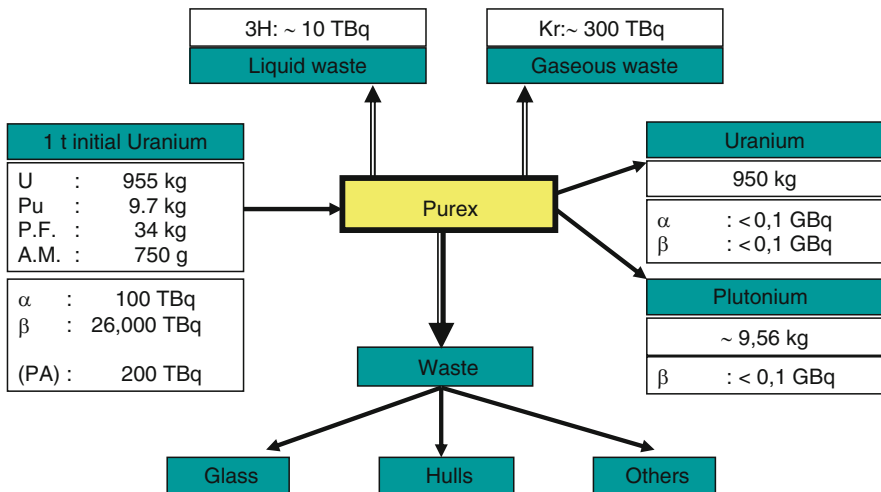 3H: ~ 10 TBq
Liquid waste
Kr:~ 300 TBq
Gaseous waste
1 t initial Uranium
U : 955 kg
Pu : 9.7 kg
P.F. : 34 kg
A.M. : 750 g
α : 100 TBq
β : 26,000 TBq
(PA) : 200 TBq
Purex
Uranium
950 kg
α : < 0,1 GBq
β : < 0,1 GBq
Plutonium
~ 9,56 kg
β : < 0,1 GBq
Waste
Glass
Hulls
Others